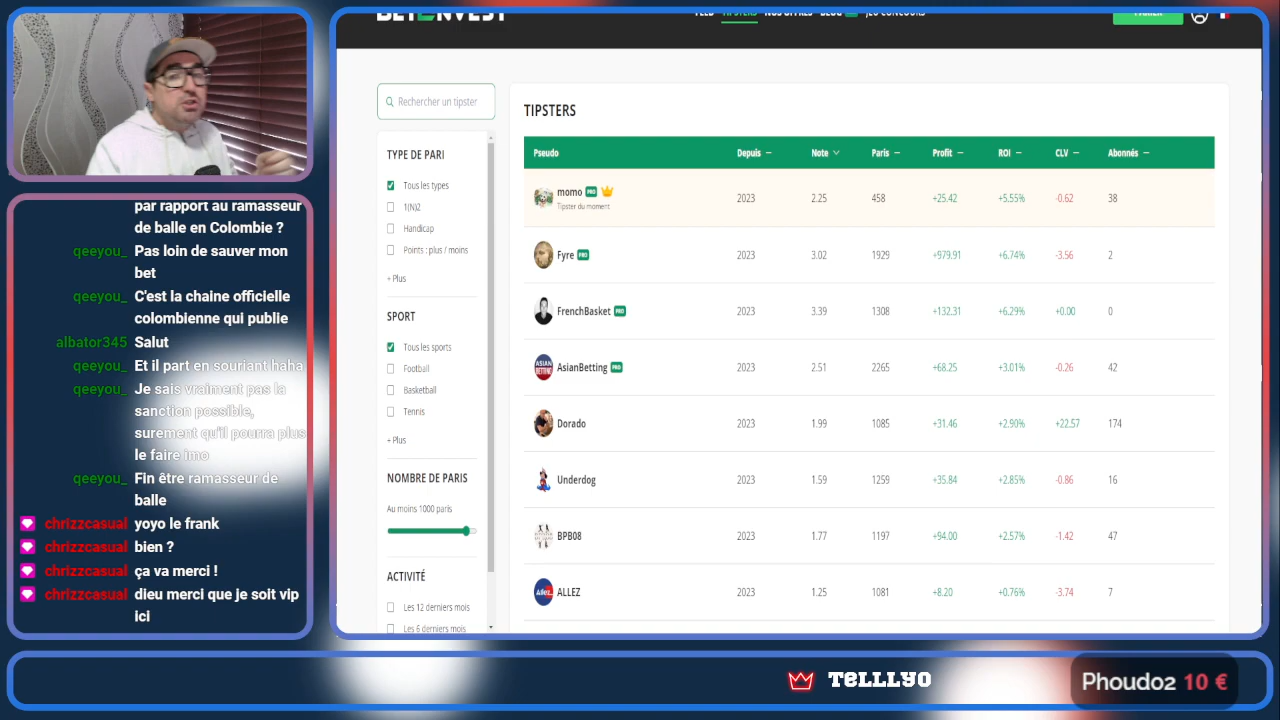 par rapport au ramasseur
de balle en Colombie ?
qeeyou_ Pas loin de sauver mon
bet
qeeyou_ C'est la chaine officielle
colombienne qui publie
albator345 Salut
qeeyou_ Et il part en souriant haha
qeeyou_ Je sais vraiment pas la
sanction possible,
surement qu'il pourra plus
le faire imo
qeeyou_ Fin être ramasseur de
balle
chrizzcasual yoyo le frank
chrizzcasual bien ?
chrizzcasual ça va merci !
chrizzcasual dieu merci que je soit vip
ici
FEED TIPSTERS NOS OFFRES BLOG JEU CONCOURS
Rechercher un tipster
TYPE DE PARI
Tous les types
1(N)2
Handicap
Points : plus / moins
+ Plus
SPORT
Tous les sports
Football
Basketball
Tennis
+ Plus
NOMBRE DE PARIS
Au moins 1000 paris
ACTIVITÉ
Les 12 derniers mois
Les 6 derniers mois
TIPSTERS
Pseudo Depuis Note Paris Profit ROI CLV Abonnés
momo PRO 2023 2.25 458 +25.42 +5.55% -0.62 38
Tipster du moment
Fyre PRO 2023 3.02 1929 +979.91 +6.74% -3.56 2
FrenchBasket PRO 2023 3.39 1308 +132.31 +6.29% +0.00 0
AsianBetting PRO 2023 2.51 2265 +68.25 +3.01% -0.26 42
Dorado 2023 1.99 1085 +31.46 +2.90% +22.57 174
Underdog 2023 1.59 1259 +35.84 +2.85% -0.86 16
BPB08 2023 1.77 1197 +94.00 +2.57% -1.42 47
ALLEZ 2023 1.25 1081 +8.20 +0.76% -3.74 7
TellLyo
Phoudo2 10 €